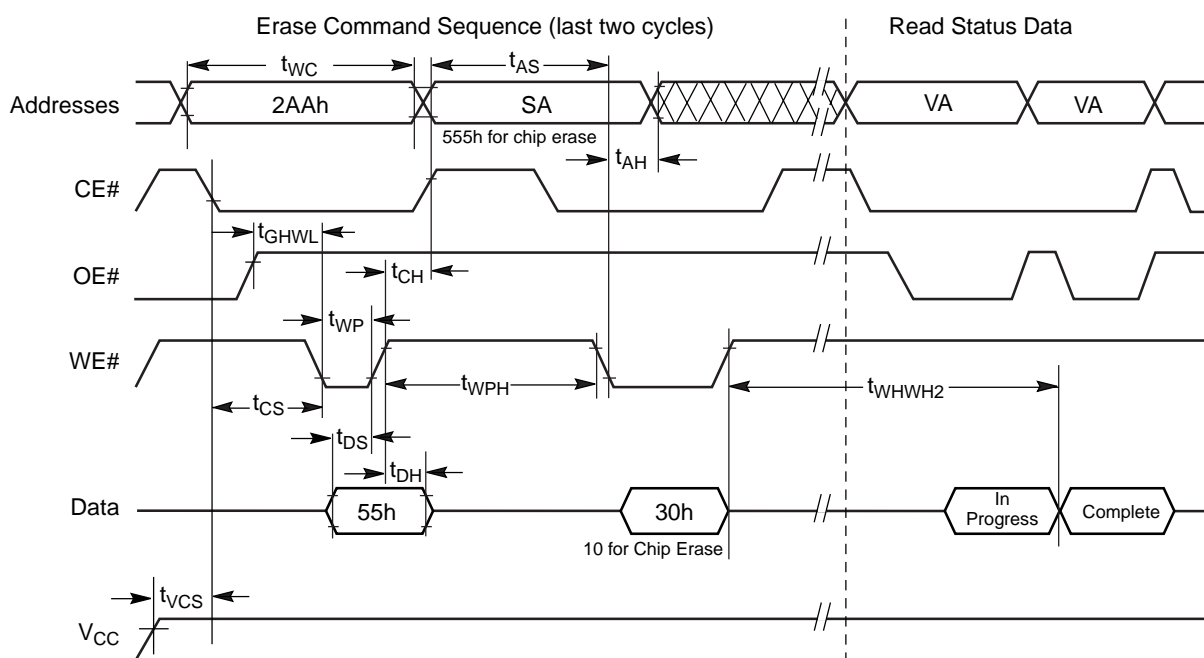 Erase Command Sequence (last two cycles)
Read Status Data
tWC
tAS
Addresses
2AAh
SA
VA
VA
555h for chip erase
tAH
CE#
tGHWL
OE#
tCH
tWP
WE#
tWPH
tWHWH2
tCS
tDS
tDH
Data
55h
30h
In
Progress
Complete
10 for Chip Erase
tVCS
VCC